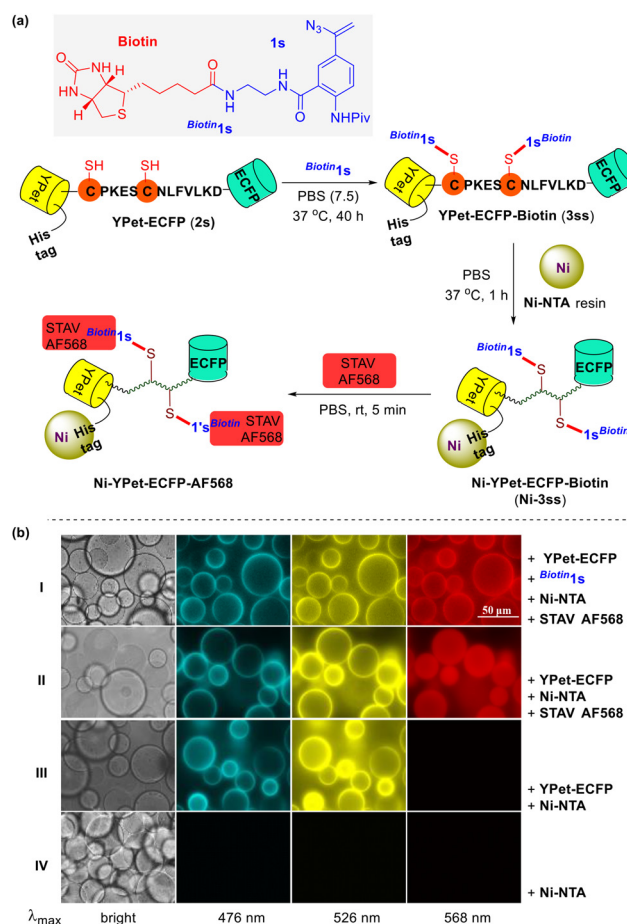 (a)
Biotin
1s
N₃
O
HN
NH
H
H
S
O
N
H
H
N
O
NHPiv
Biotin1s
SH
SH
YPet
C PKES C NLFVLKD
ECFP
His
tag
YPet-ECFP (2s)
Biotin1s
PBS (7.5)
37 °C, 40 h
Biotin1s
1sBiotin
S
S
YPet
C PKES C NLFVLKD
ECFP
His
tag
YPet-ECFP-Biotin (3ss)
PBS
37 °C, 1 h
Ni
Ni-NTA resin
STAV
AF568
Biotin1s
S
ECFP
YPet
S
1'sBiotin
STAV
AF568
Ni
His
tag
Ni-YPet-ECFP-AF568
STAV
AF568
PBS, rt, 5 min
Biotin1s
S
ECFP
YPet
S
1sBiotin
Ni
His
tag
Ni-YPet-ECFP-Biotin
(Ni-3ss)
(b)
I
50 µm
+ YPet-ECFP
+ Biotin1s
+ Ni-NTA
+ STAV AF568
II
+ YPet-ECFP
+ Ni-NTA
+ STAV AF568
III
+ YPet-ECFP
+ Ni-NTA
IV
+ Ni-NTA
λmax bright 476 nm 526 nm 568 nm